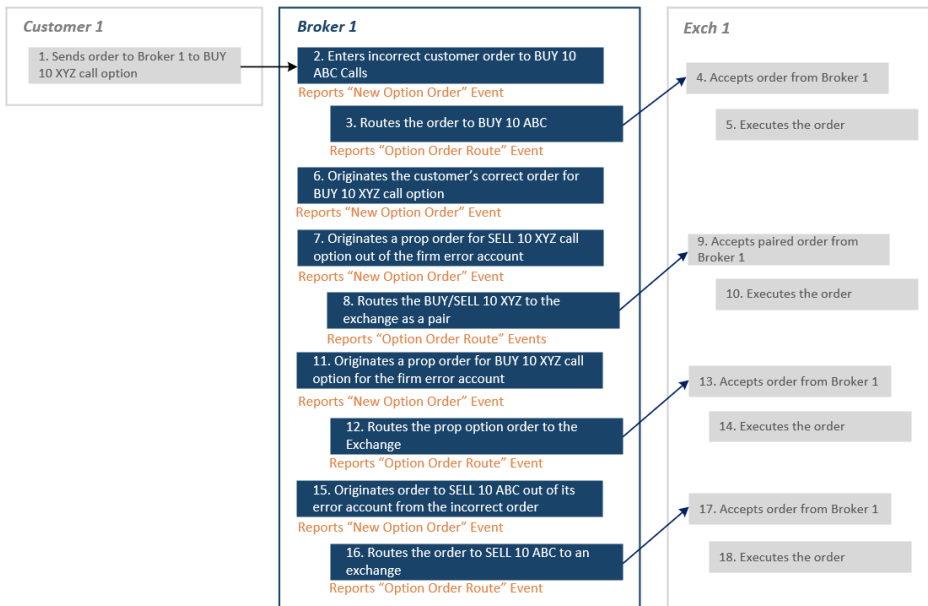 Customer 1
1. Sends order to Broker 1 to BUY
10 XYZ call option
Broker 1
2. Enters incorrect customer order to BUY 10
ABC Calls
Reports “New Option Order” Event
3. Routes the order to BUY 10 ABC
Reports “Option Order Route” Event
6. Originates the customer’s correct order for
BUY 10 XYZ call option
Reports “New Option Order” Event
7. Originates a prop order for SELL 10 XYZ call
option out of the firm error account
Reports “New Option Order” Event
8. Routes the BUY/SELL 10 XYZ to the
exchange as a pair
Reports “Option Order Route” Events
11. Originates a prop order for BUY 10 XYZ call
option for the firm error account
Reports “New Option Order” Event
12. Routes the prop option order to the
Exchange
Reports “Option Order Route” Event
15. Originates order to SELL 10 ABC out of its
error account from the incorrect order
Reports “New Option Order” Event
16. Routes the order to SELL 10 ABC to an
exchange
Reports “Option Order Route” Event
Exch 1
4. Accepts order from Broker 1
5. Executes the order
9. Accepts paired order from
Broker 1
10. Executes the order
13. Accepts order from Broker 1
14. Executes the order
17. Accepts order from Broker 1
18. Executes the order